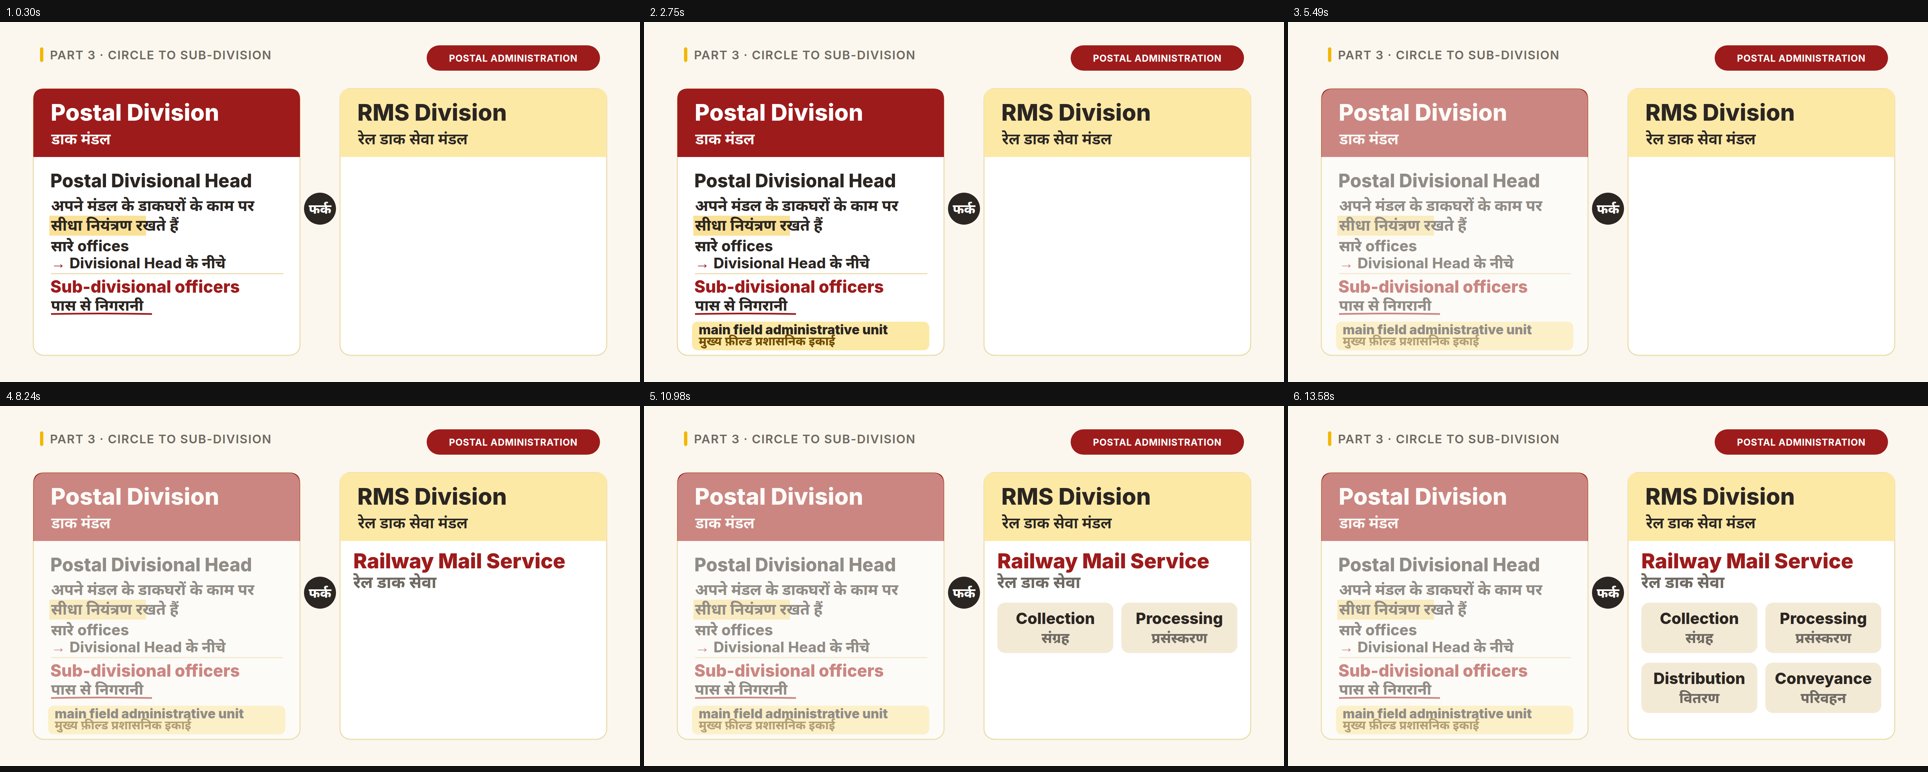 1. 0.30s
PART 3 · CIRCLE TO SUB-DIVISION
POSTAL ADMINISTRATION
Postal Division
डाक मंडल
Postal Divisional Head
अपने मंडल के डाकघरों के काम पर
सीधा नियंत्रण रखते हैं
सारे offices
→ Divisional Head के नीचे
Sub-divisional officers
पास से निगरानी
फर्क
RMS Division
रेल डाक सेवा मंडल
2. 2.75s
PART 3 · CIRCLE TO SUB-DIVISION
POSTAL ADMINISTRATION
Postal Division
डाक मंडल
Postal Divisional Head
अपने मंडल के डाकघरों के काम पर
सीधा नियंत्रण रखते हैं
सारे offices
→ Divisional Head के नीचे
Sub-divisional officers
पास से निगरानी
main field administrative unit
मुख्य फ़ील्ड प्रशासनिक इकाई
फर्क
RMS Division
रेल डाक सेवा मंडल
3. 5.49s
PART 3 · CIRCLE TO SUB-DIVISION
POSTAL ADMINISTRATION
Postal Division
डाक मंडल
Postal Divisional Head
अपने मंडल के डाकघरों के काम पर
सीधा नियंत्रण रखते हैं
सारे offices
→ Divisional Head के नीचे
Sub-divisional officers
पास से निगरानी
main field administrative unit
मुख्य फ़ील्ड प्रशासनिक इकाई
फर्क
RMS Division
रेल डाक सेवा मंडल
4. 8.24s
PART 3 · CIRCLE TO SUB-DIVISION
POSTAL ADMINISTRATION
Postal Division
डाक मंडल
Postal Divisional Head
अपने मंडल के डाकघरों के काम पर
सीधा नियंत्रण रखते हैं
सारे offices
→ Divisional Head के नीचे
Sub-divisional officers
पास से निगरानी
main field administrative unit
मुख्य फ़ील्ड प्रशासनिक इकाई
फर्क
RMS Division
रेल डाक सेवा मंडल
Railway Mail Service
रेल डाक सेवा
5. 10.98s
PART 3 · CIRCLE TO SUB-DIVISION
POSTAL ADMINISTRATION
Postal Division
डाक मंडल
Postal Divisional Head
अपने मंडल के डाकघरों के काम पर
सीधा नियंत्रण रखते हैं
सारे offices
→ Divisional Head के नीचे
Sub-divisional officers
पास से निगरानी
main field administrative unit
मुख्य फ़ील्ड प्रशासनिक इकाई
फर्क
RMS Division
रेल डाक सेवा मंडल
Railway Mail Service
रेल डाक सेवा
Collection
संग्रह
Processing
प्रसंस्करण
6. 13.58s
PART 3 · CIRCLE TO SUB-DIVISION
POSTAL ADMINISTRATION
Postal Division
डाक मंडल
Postal Divisional Head
अपने मंडल के डाकघरों के काम पर
सीधा नियंत्रण रखते हैं
सारे offices
→ Divisional Head के नीचे
Sub-divisional officers
पास से निगरानी
main field administrative unit
मुख्य फ़ील्ड प्रशासनिक इकाई
फर्क
RMS Division
रेल डाक सेवा मंडल
Railway Mail Service
रेल डाक सेवा
Collection
संग्रह
Processing
प्रसंस्करण
Distribution
वितरण
Conveyance
परिवहन